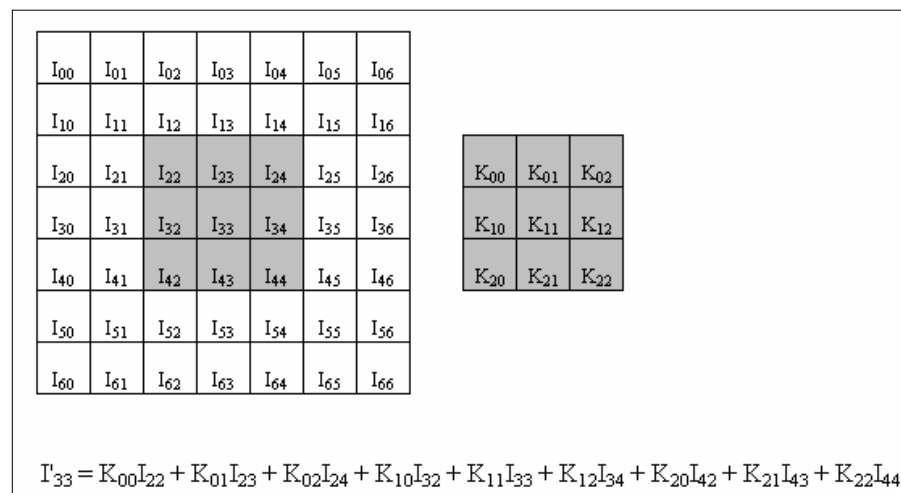 I₀₀ I₀₁ I₀₂ I₀₃ I₀₄ I₀₅ I₀₆
I₁₀ I₁₁ I₁₂ I₁₃ I₁₄ I₁₅ I₁₆
I₂₀ I₂₁ I₂₂ I₂₃ I₂₄ I₂₅ I₂₆
I₃₀ I₃₁ I₃₂ I₃₃ I₃₄ I₃₅ I₃₆
I₄₀ I₄₁ I₄₂ I₄₃ I₄₄ I₄₅ I₄₆
I₅₀ I₅₁ I₅₂ I₅₃ I₅₄ I₅₅ I₅₆
I₆₀ I₆₁ I₆₂ I₆₃ I₆₄ I₆₅ I₆₆
K₀₀ K₀₁ K₀₂
K₁₀ K₁₁ K₁₂
K₂₀ K₂₁ K₂₂
I'₃₃ = K₀₀I₂₂ + K₀₁I₂₃ + K₀₂I₂₄ + K₁₀I₃₂ + K₁₁I₃₃ + K₁₂I₃₄ + K₂₀I₄₂ + K₂₁I₄₃ + K₂₂I₄₄